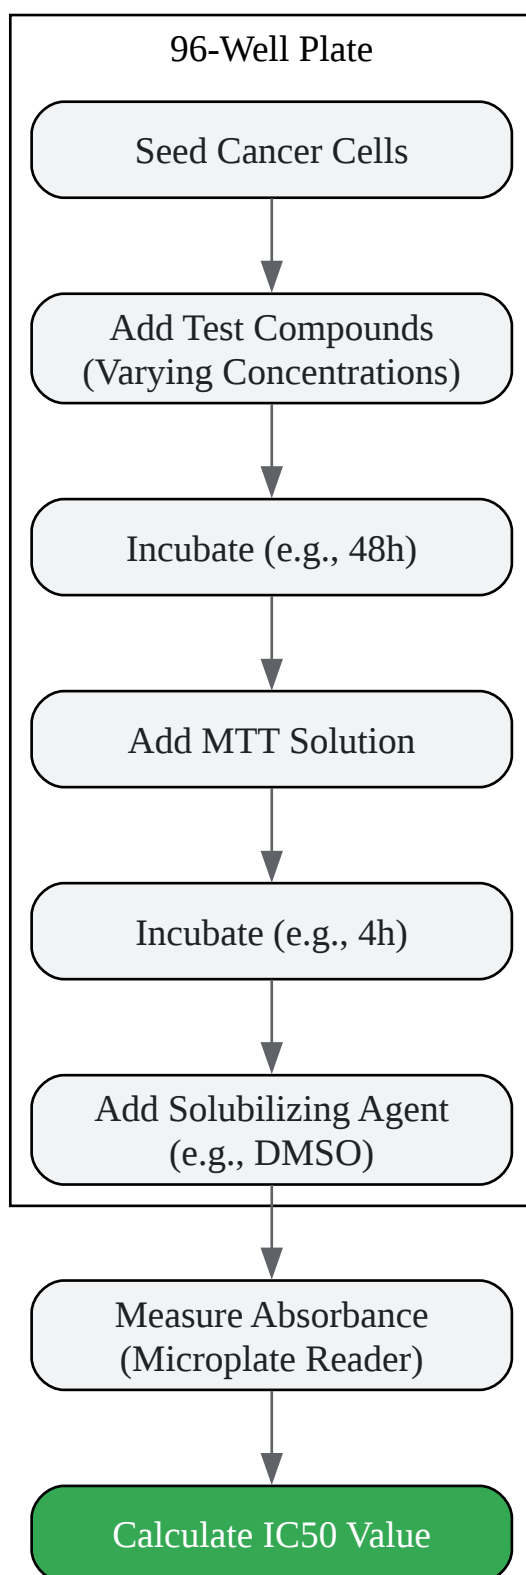 96-Well Plate
Seed Cancer Cells
Add Test Compounds
(Varying Concentrations)
Incubate (e.g., 48h)
Add MTT Solution
Incubate (e.g., 4h)
Add Solubilizing Agent
(e.g., DMSO)
Measure Absorbance
(Microplate Reader)
Calculate IC50 Value